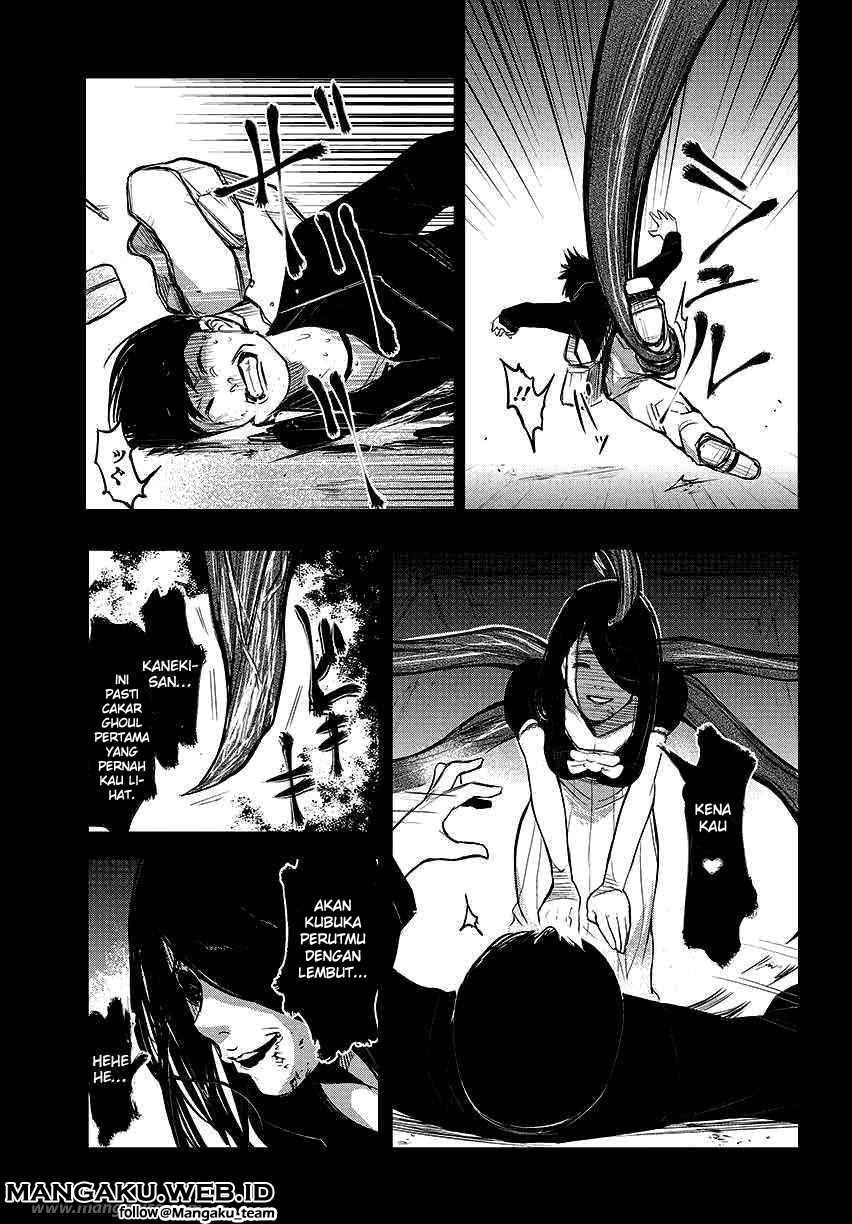 !!
ッ〜
KENA
KAU
KANEKI-
SAN...
INI
PASTI
CAKAR
GHOUL
PERTAMA
YANG
PERNAH
KAU LI-
HAT.
AKAN
KUBUKA
PERUTMU
DENGAN
LEMBUT...
HEHE
HE...
MANGAKU.WEB.ID
follow@Mangaku_team